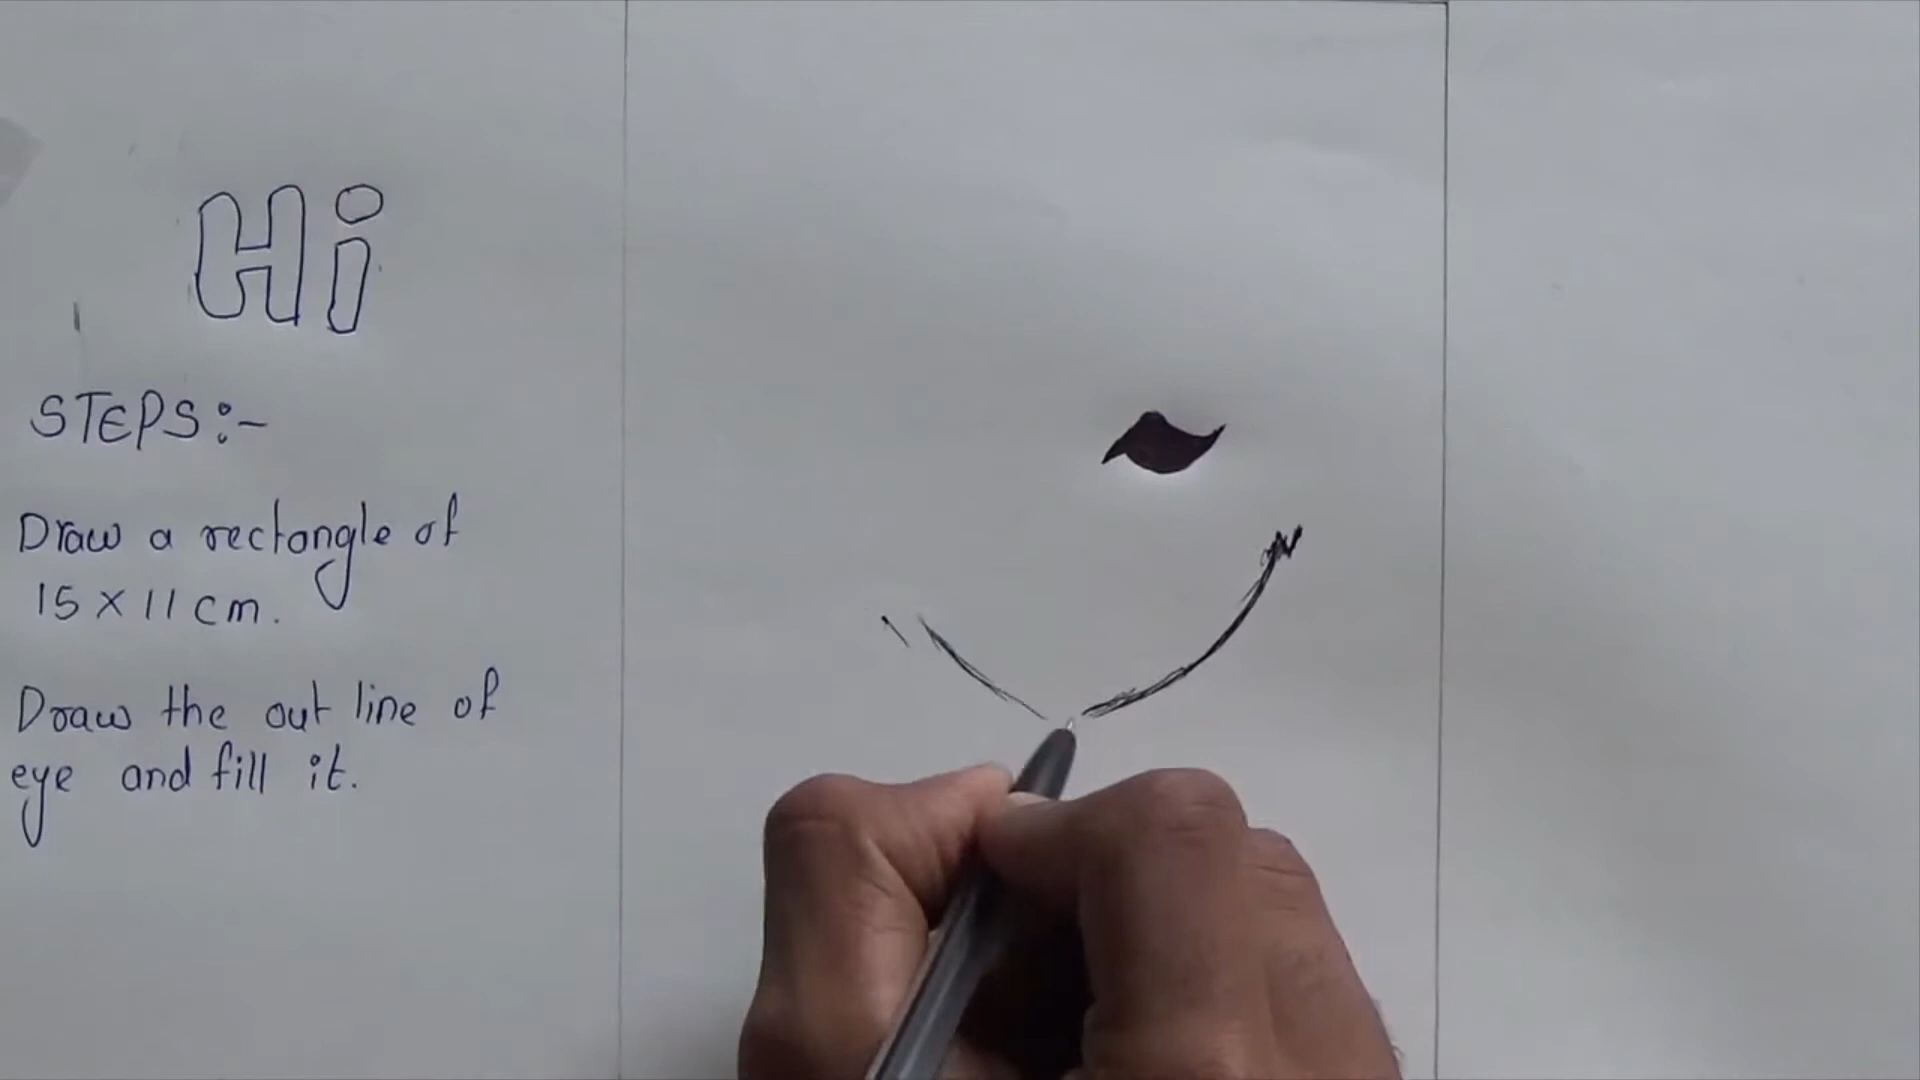 Hi
STEPS:-
Draw a rectangle of
15 x 11 cm.
Draw the out line of
eye and fill it.